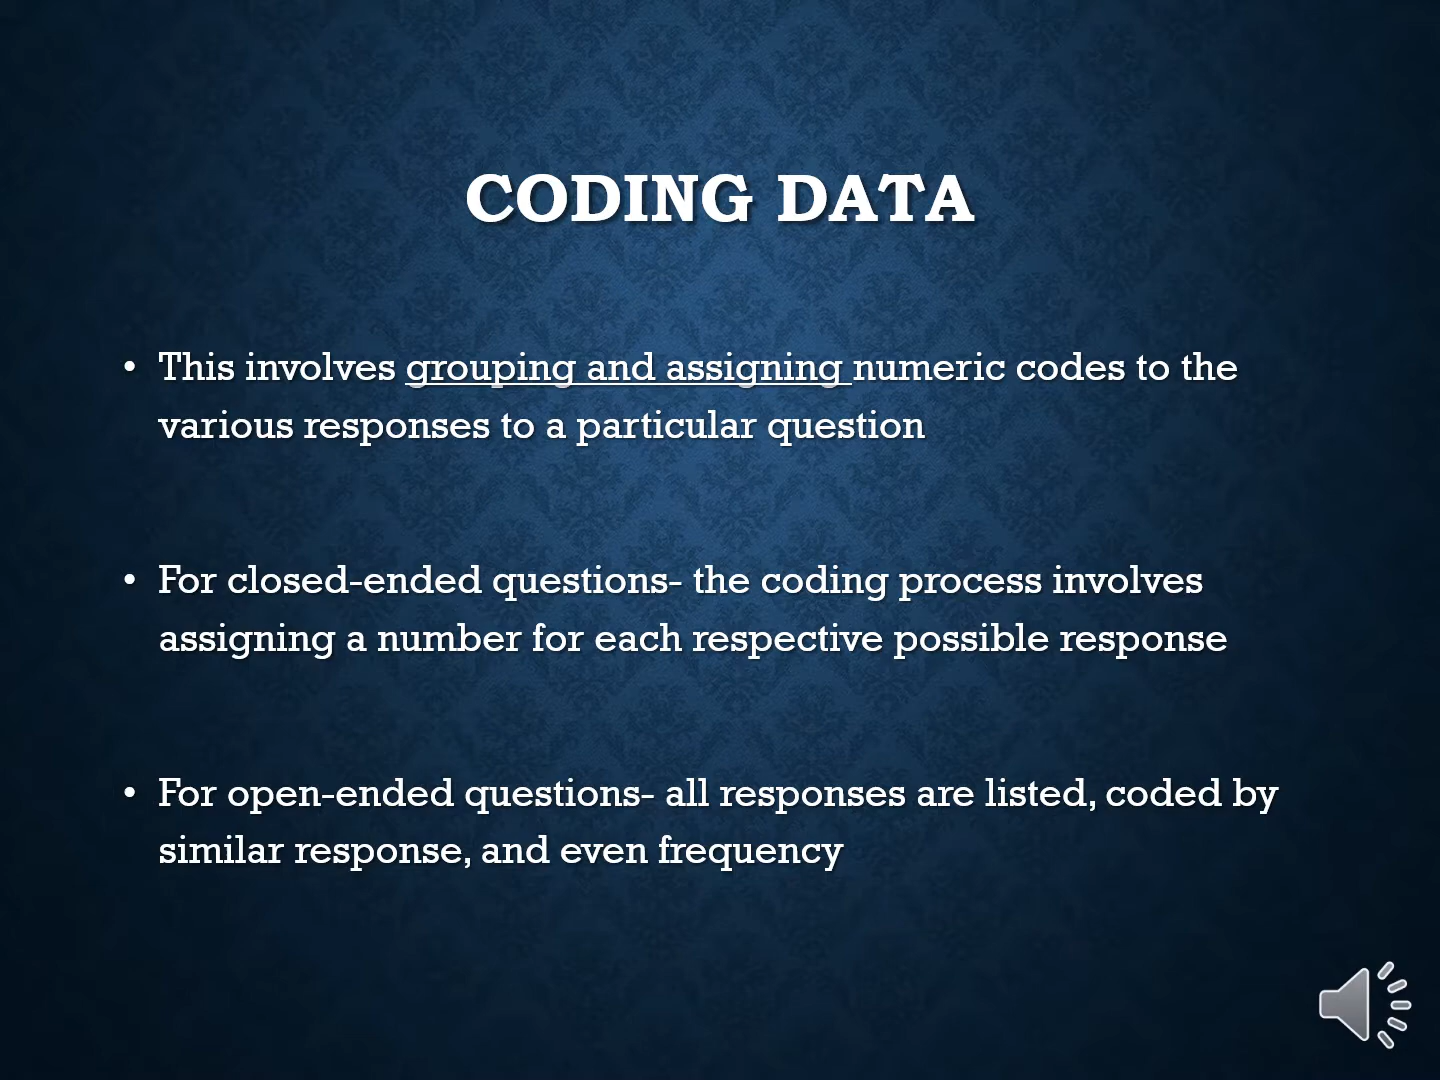 CODING DATA
• This involves grouping and assigning numeric codes to the
various responses to a particular question
• For closed-ended questions- the coding process involves
assigning a number for each respective possible response
• For open-ended questions- all responses are listed, coded by
similar response, and even frequency